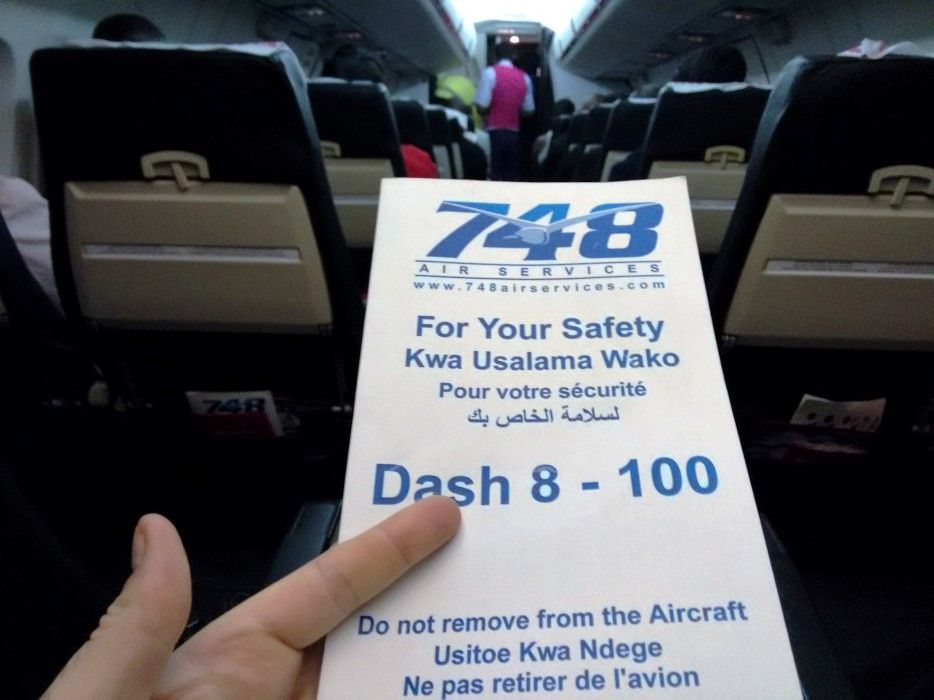 748
AIR SERVICES
www.748airservices.com
For Your Safety
Kwa Usalama Wako
Pour votre sécurité
لسلامة الخاص بك
Dash 8 - 100
Do not remove from the Aircraft
Usitoe Kwa Ndege
Ne pas retirer de l'avion
748